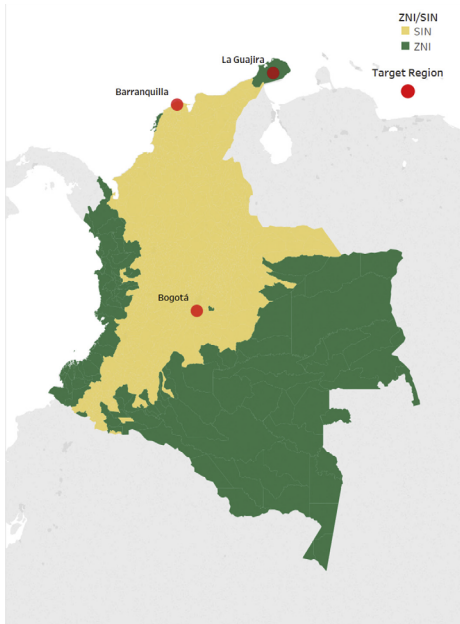 ZNI/SIN
SIN
ZNI
Target Region
La Guajira
Barranquilla
Bogotá